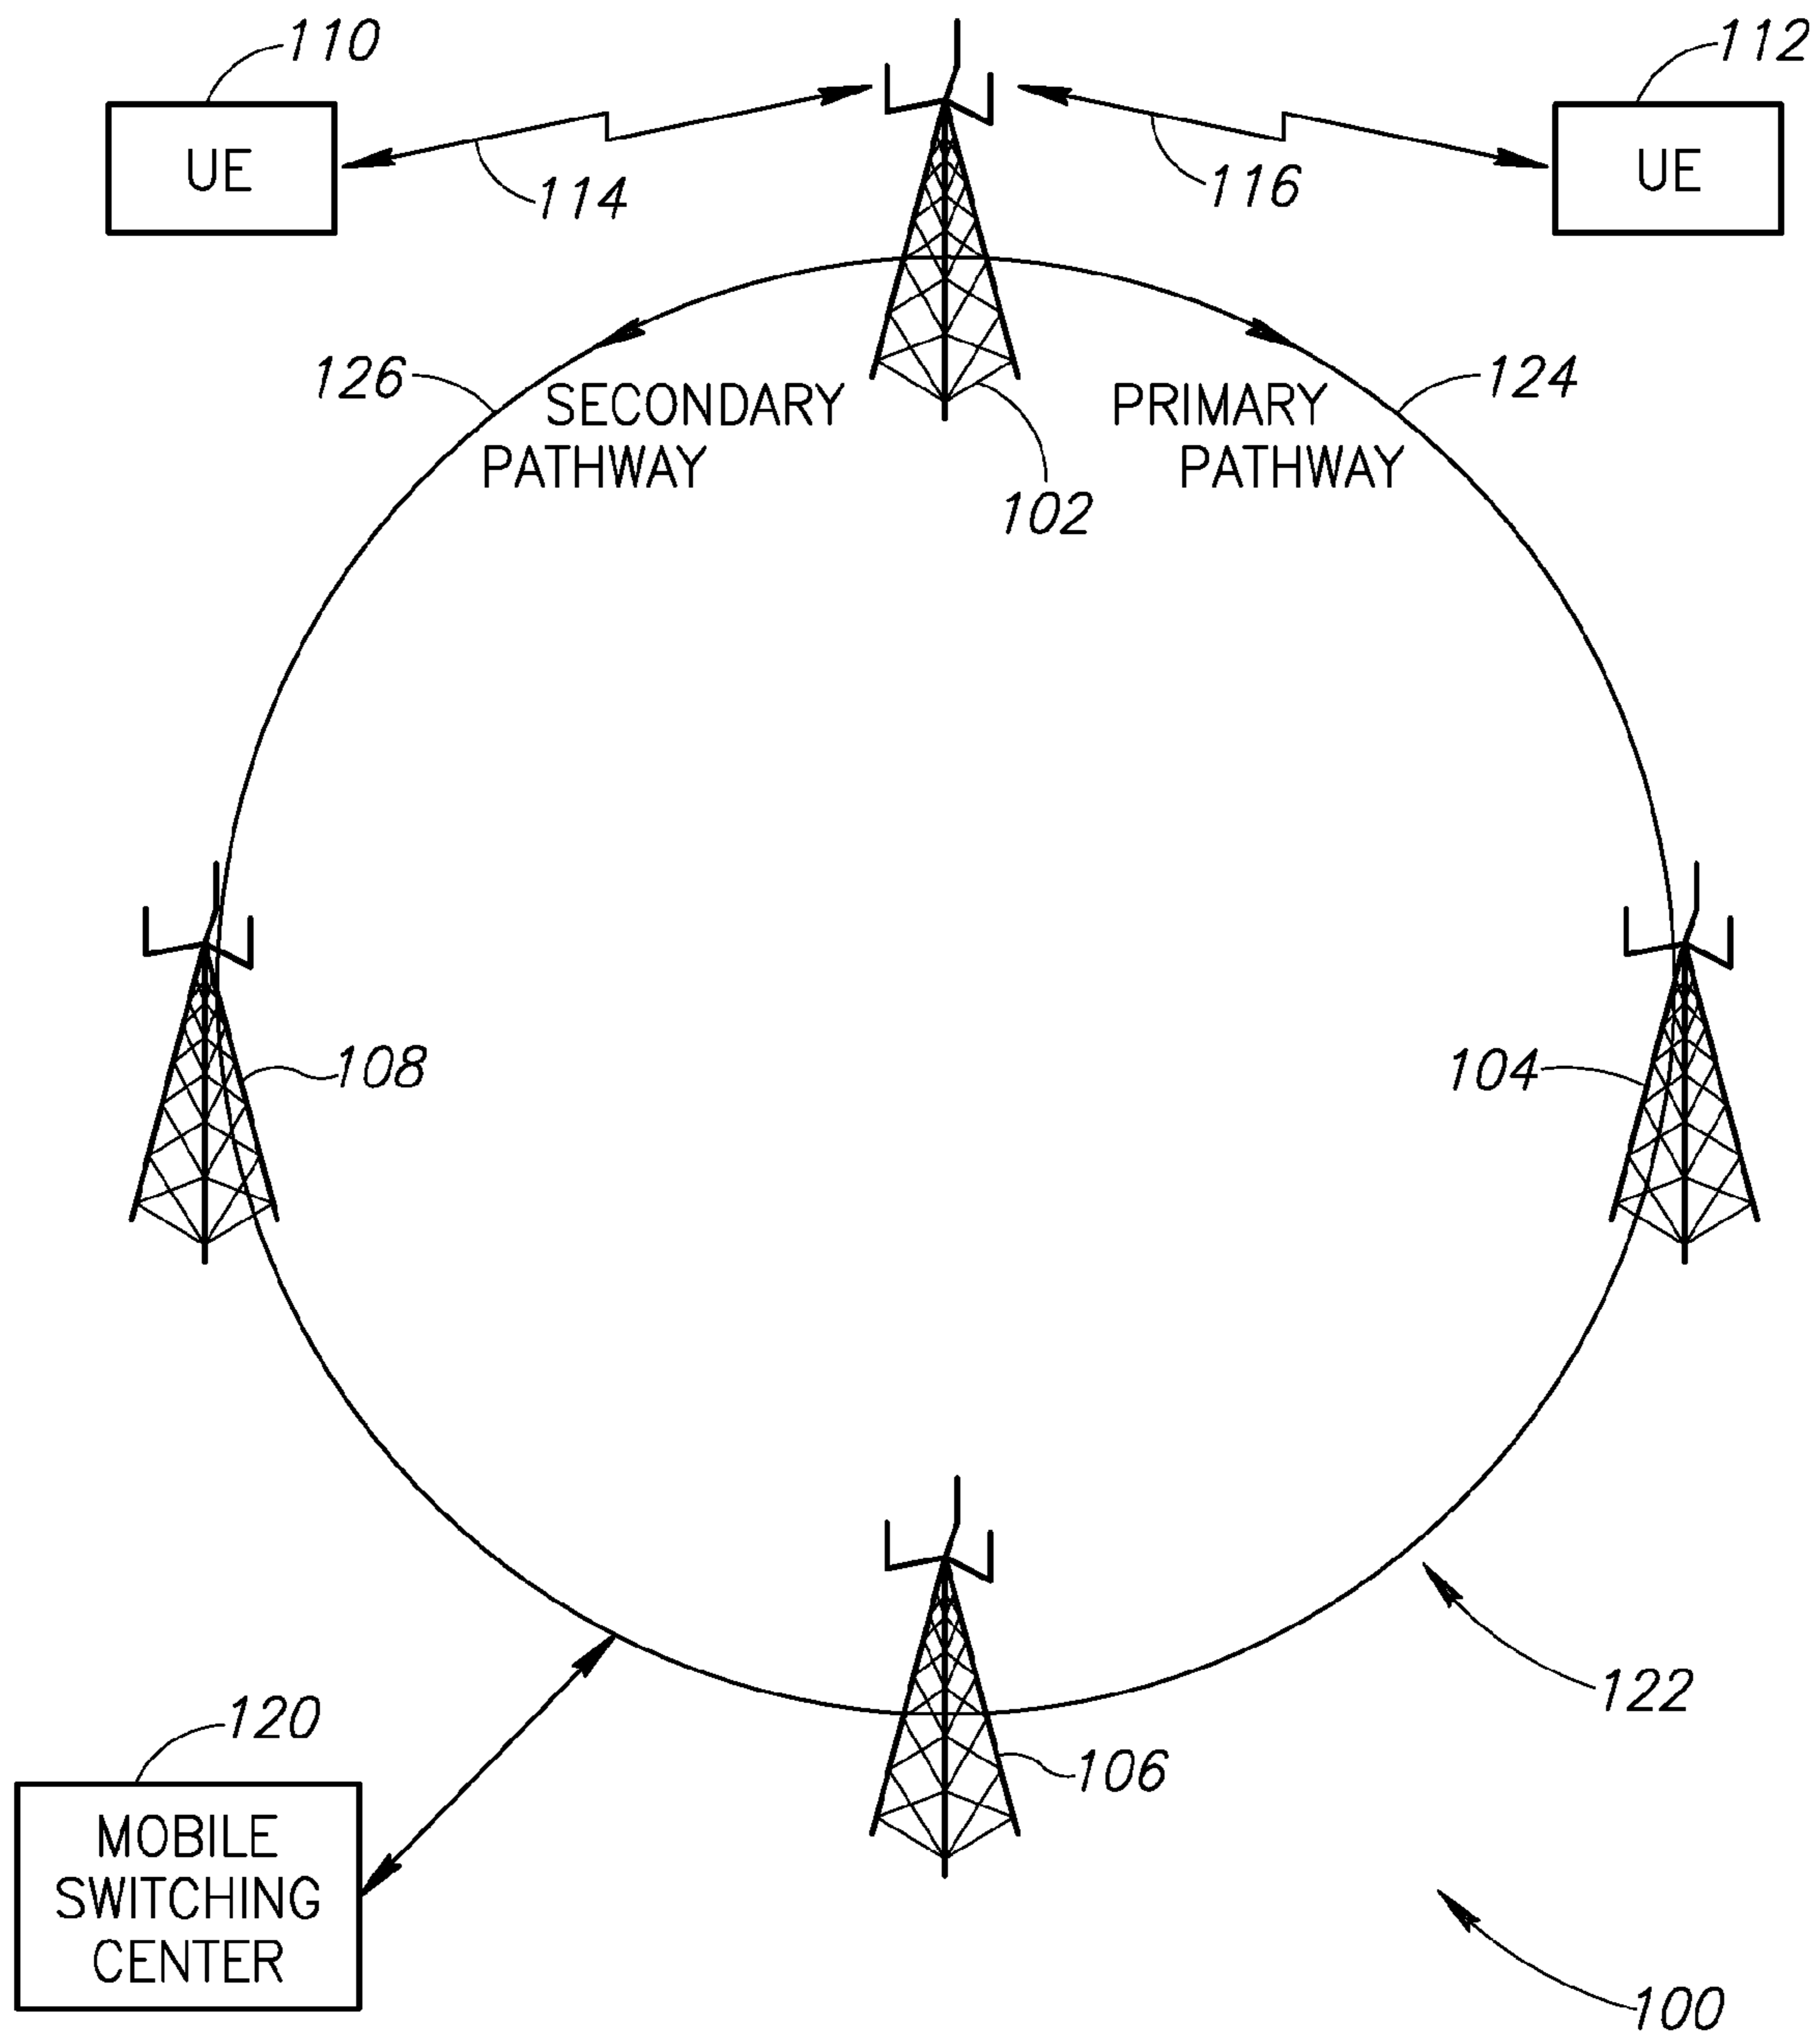 110
112
UE
UE
114
116
126
124
SECONDARY
PATHWAY
PRIMARY
PATHWAY
102
108
104
122
120
106
MOBILE
SWITCHING
CENTER
100